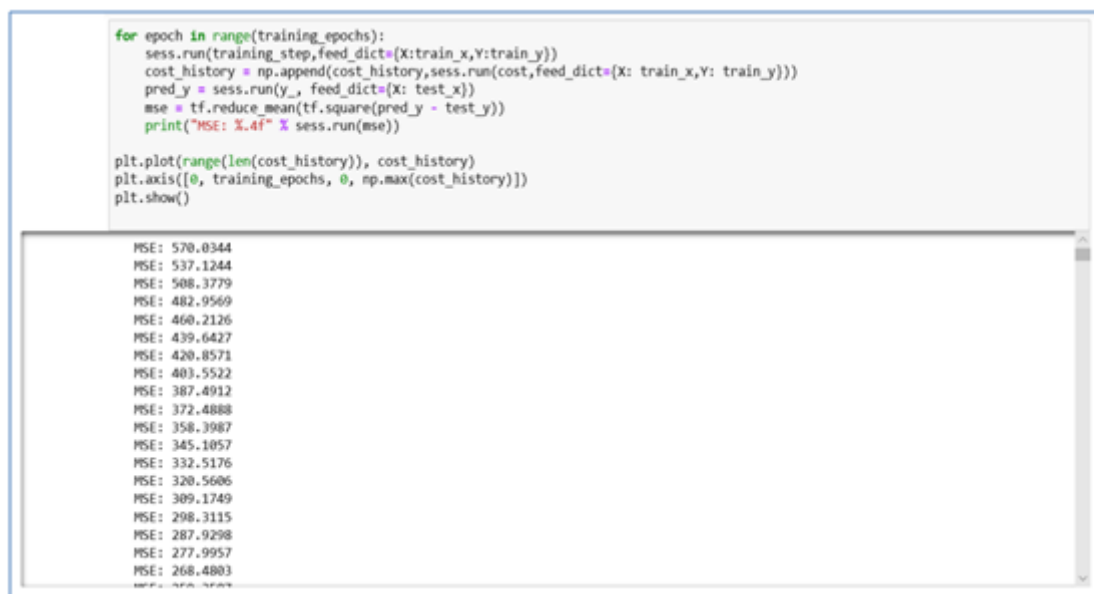 for epoch in range(training_epochs):
    sess.run(training_step,feed_dict={X:train_x,Y:train_y})
    cost_history = np.append(cost_history,sess.run(cost,feed_dict={X: train_x,Y: train_y}))
    pred_y = sess.run(y_, feed_dict={X: test_x})
    mse = tf.reduce_mean(tf.square(pred_y - test_y))
    print("MSE: %.4f" % sess.run(mse))
plt.plot(range(len(cost_history)), cost_history)
plt.axis([0, training_epochs, 0, np.max(cost_history)])
plt.show()
MSE: 570.0344
MSE: 537.1244
MSE: 508.3779
MSE: 482.9569
MSE: 460.2126
MSE: 439.6427
MSE: 420.8571
MSE: 403.5522
MSE: 387.4912
MSE: 372.4888
MSE: 358.3987
MSE: 345.1057
MSE: 332.5176
MSE: 320.5606
MSE: 309.1749
MSE: 298.3115
MSE: 287.9298
MSE: 277.9957
MSE: 268.4803